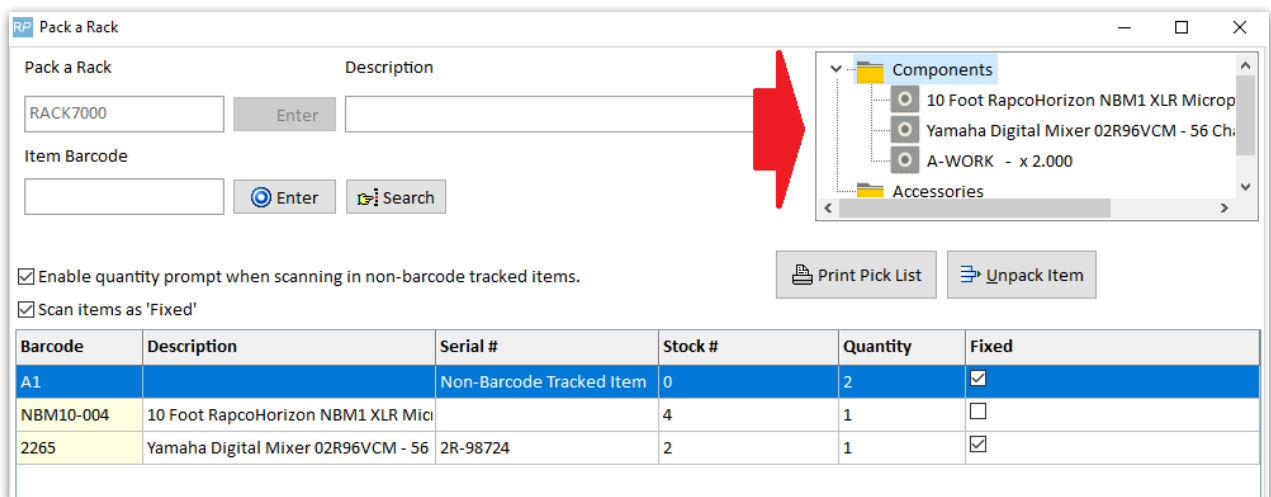 RP Pack a Rack
Pack a Rack Description
RACK7000 Enter
Item Barcode
Enter Search
Components
10 Foot RapcoHorizon NBM1 XLR Microp
Yamaha Digital Mixer 02R96VCM - 56 Cha
A-WORK - x 2.000
Accessories
Enable quantity prompt when scanning in non-barcode tracked items.
Print Pick List Unpack Item
Scan items as 'Fixed'
Barcode Description Serial # Stock # Quantity Fixed
A1 Non-Barcode Tracked Item 0 2
NBM10-004 10 Foot RapcoHorizon NBM1 XLR Mic 4 1
2265 Yamaha Digital Mixer 02R96VCM - 56 2R-98724 2 1